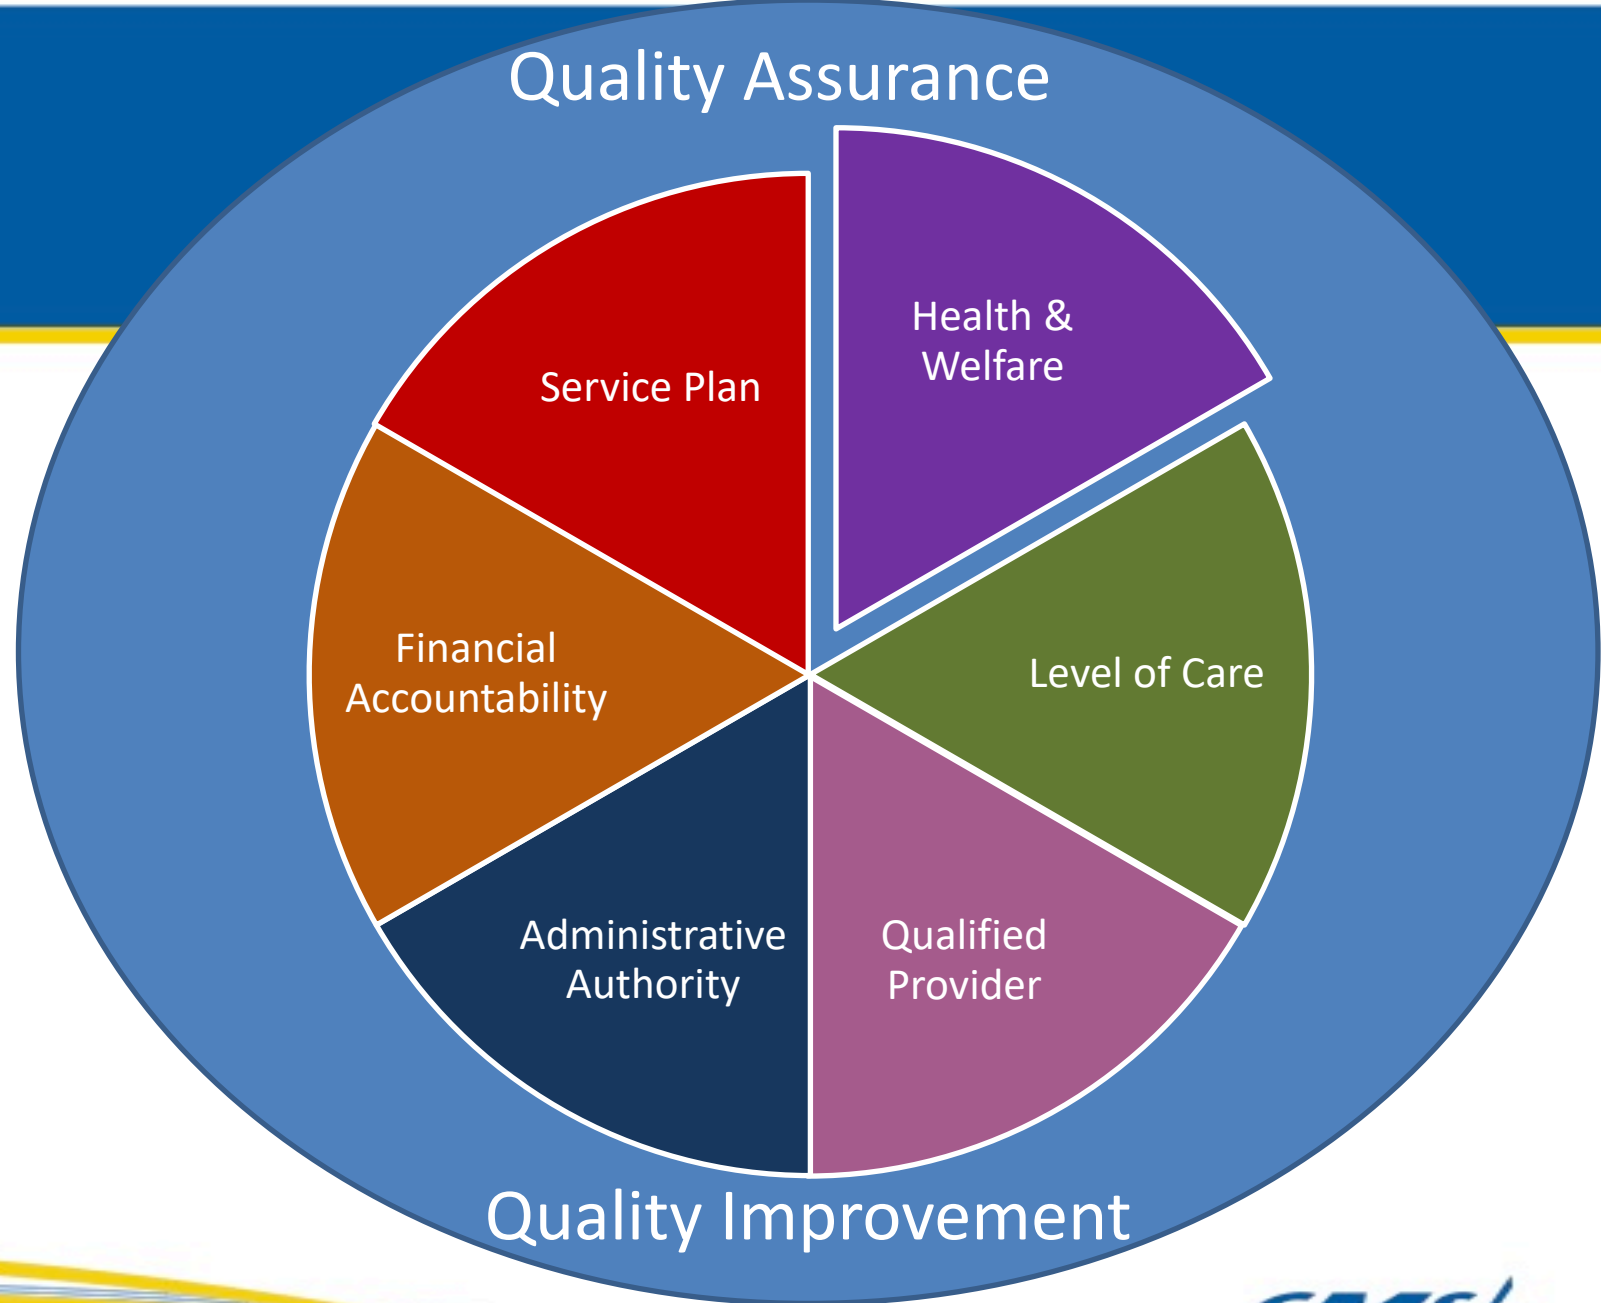 Quality Assurance
Health &
Welfare
Service Plan
Level of Care
Financial
Accountability
Administrative
Authority
Qualified
Provider
Quality Improvement